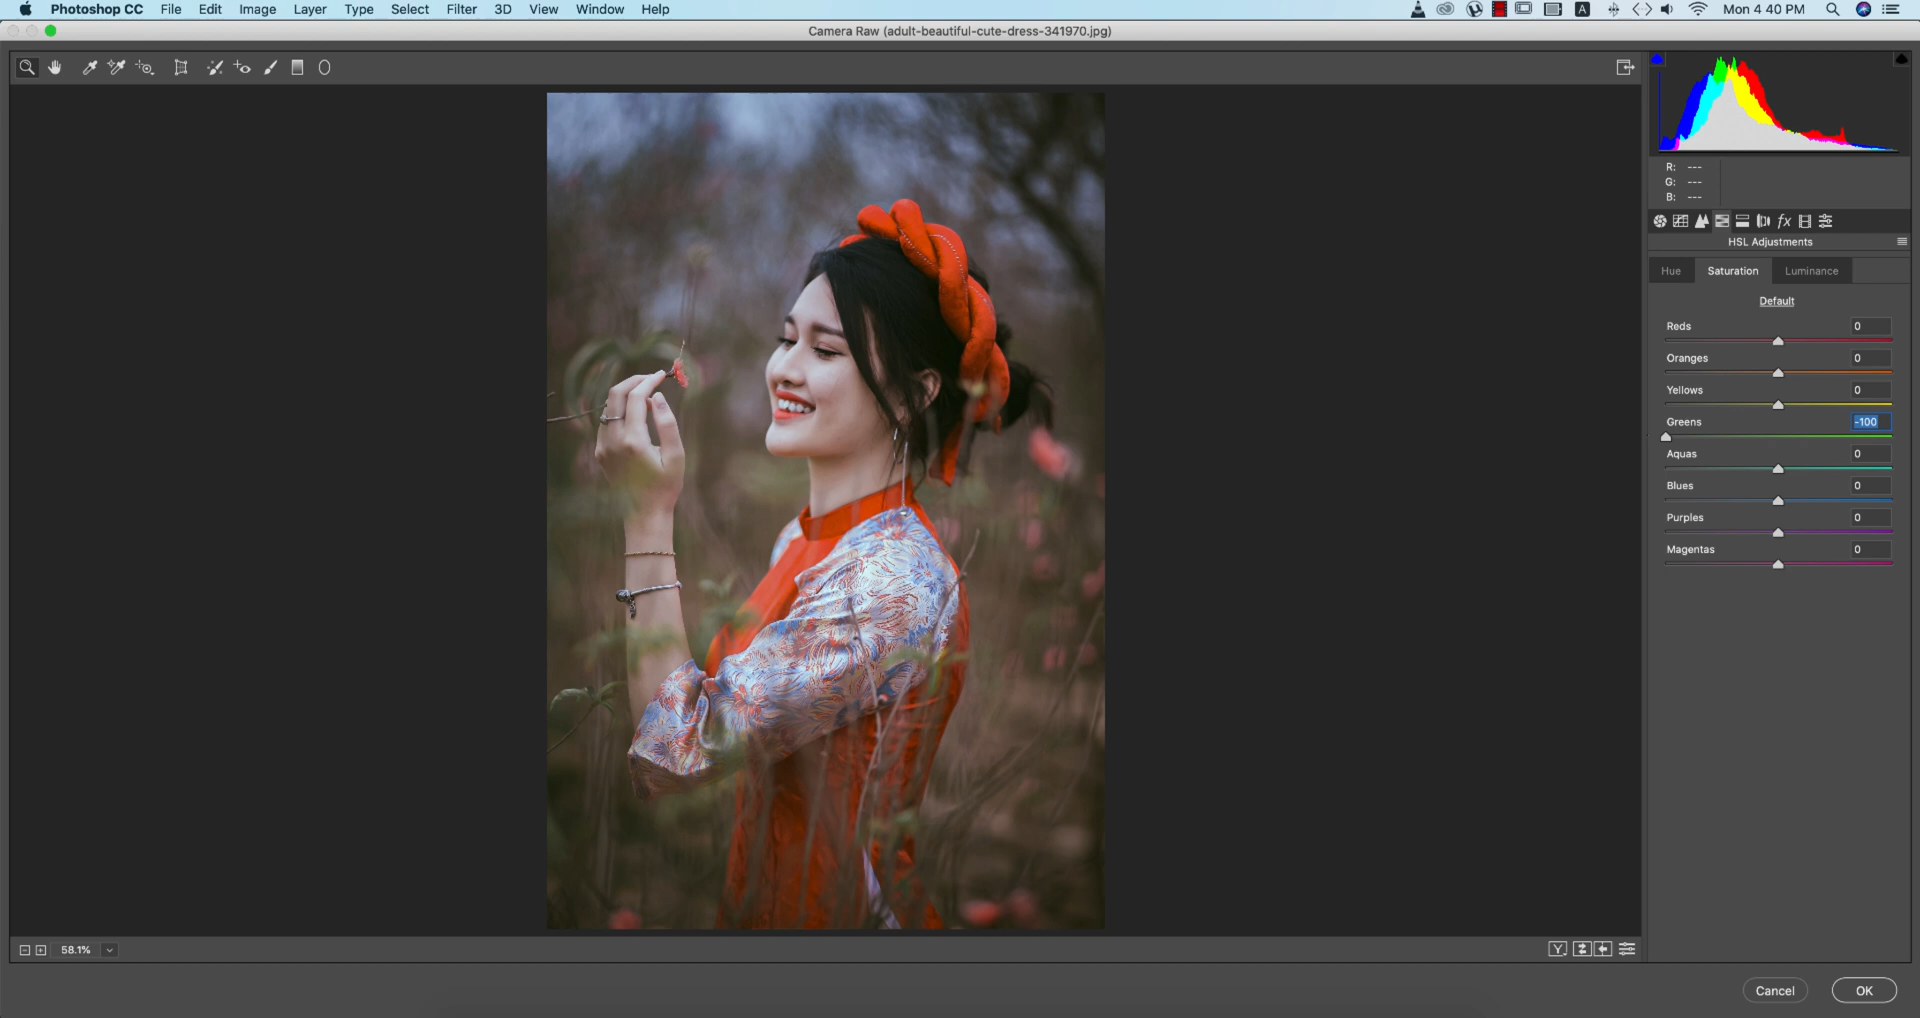 Photoshop CC File Edit Image Layer Type Select Filter 3D View Window Help A Mon 4 40 PM
Camera Raw (adult-beautiful-cute-dress-341970.jpg)
R: ---
G: ---
B: ---
fx
HSL Adjustments
Hue Saturation Luminance
Default
Reds 0
Oranges 0
Yellows 0
Greens -100
Aquas 0
Blues 0
Purples 0
Magentas 0
58.1% Y
Cancel OK